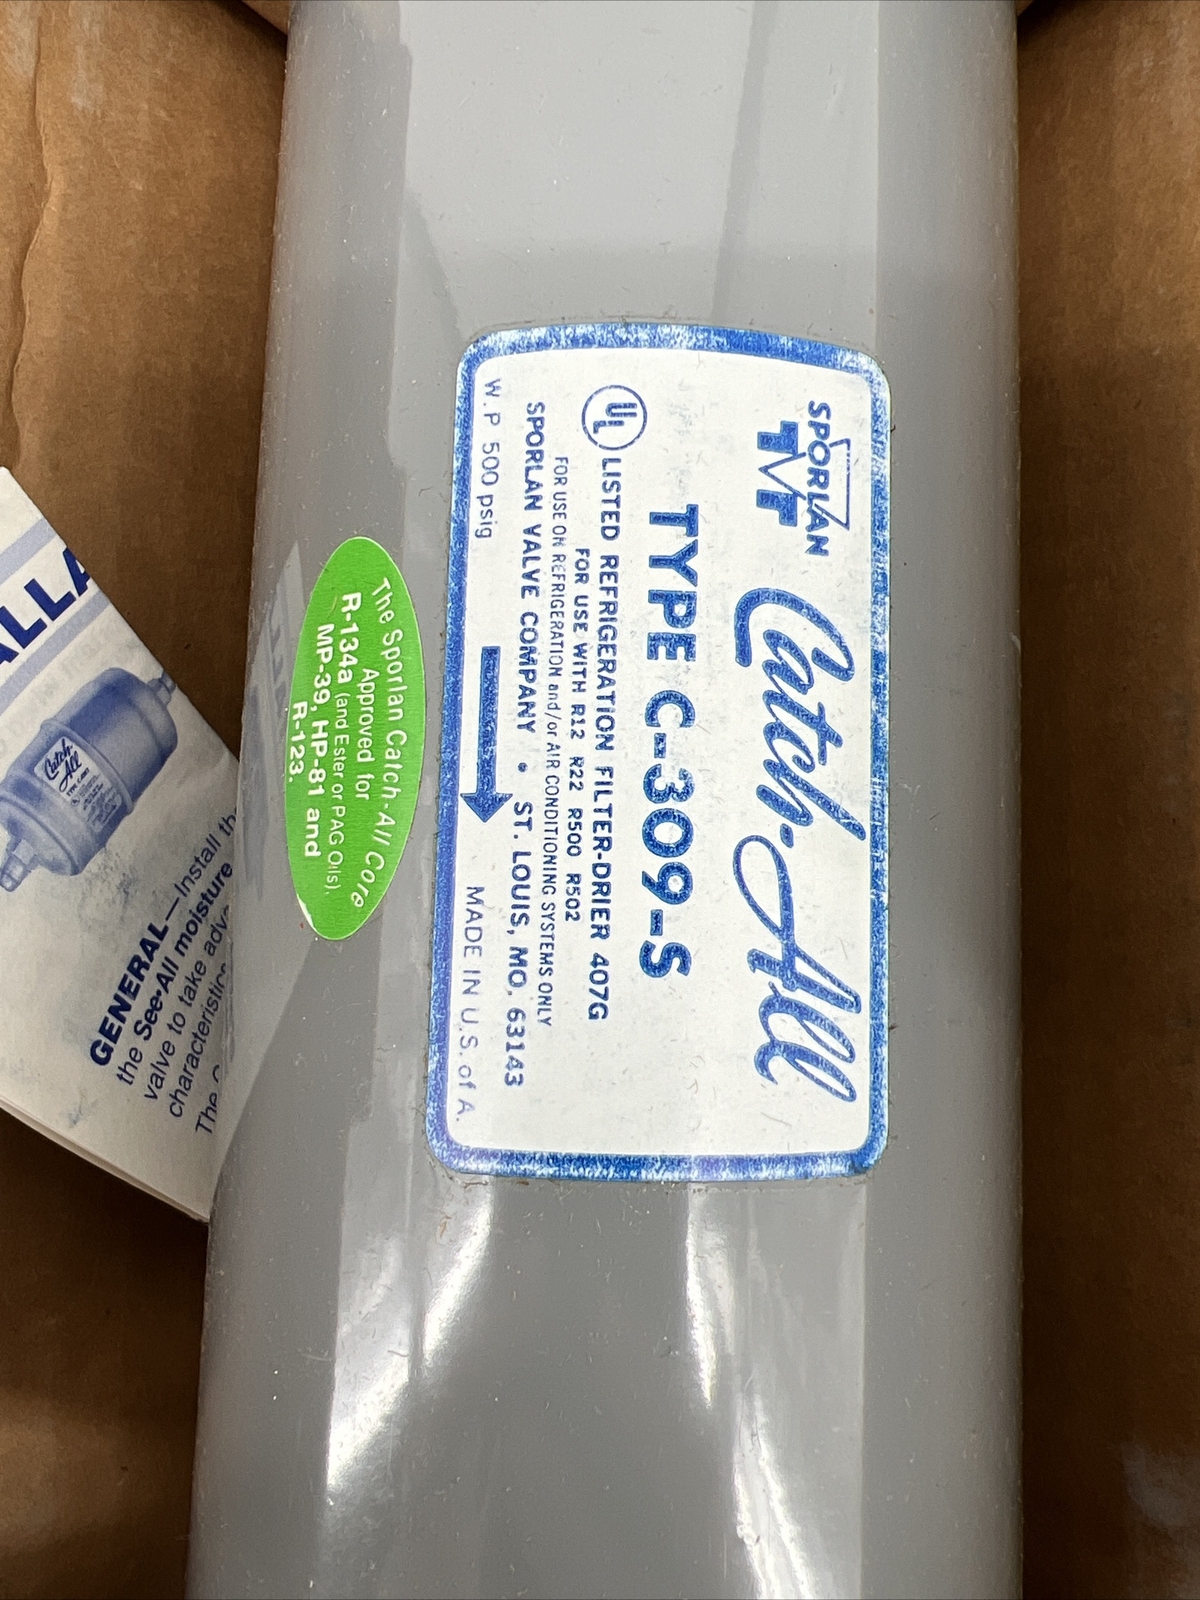 SPORLAN
Catch-All
TYPE C-309-S
UL LISTED REFRIGERATION FILTER-DRIER 407G
FOR USE WITH R12 R22 R500 R502
FOR USE ON REFRIGERATION and/or AIR CONDITIONING SYSTEMS ONLY
SPORLAN VALVE COMPANY • ST. LOUIS, MO. 63143
W.P 500 psig MADE IN U.S. of A.
The Sporlan Catch-All Core
Approved for
R-134a (and Ester or PAG Oils),
MP-39, HP-81 and
R-123.
Catch-
All
GENERAL—Install th
the See-All moisture
valve to take adv
characteristic
The